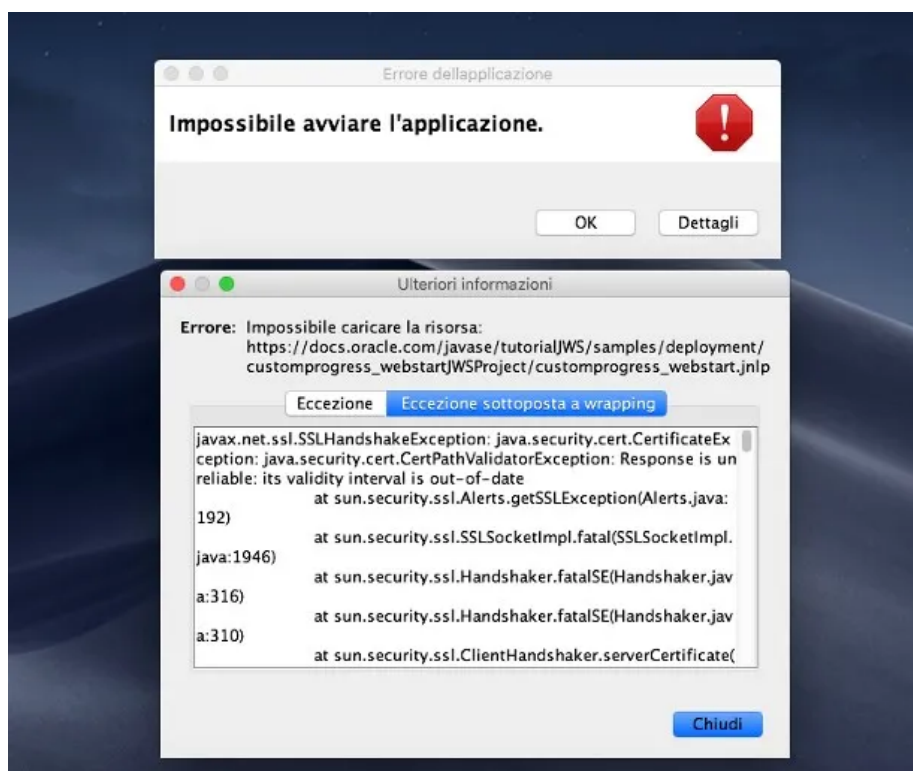 Errore dellapplicazione
Impossibile avviare l'applicazione.
OK
Dettagli
Ulteriori informazioni
Errore: Impossibile caricare la risorsa:
https://docs.oracle.com/javase/tutorialJWS/samples/deployment/
customprogress_webstartJWSProject/customprogress_webstart.jnlp
Eccezione
Eccezione sottoposta a wrapping
javax.net.ssl.SSLHandshakeException: java.security.cert.CertificateEx
ception: java.security.cert.CertPathValidatorException: Response is un
reliable: its validity interval is out-of-date
at sun.security.ssl.Alerts.getSSLException(Alerts.java:
192)
at sun.security.ssl.SSLSocketImpl.fatal(SSLSocketImpl.
java:1946)
at sun.security.ssl.Handshaker.fatalSE(Handshaker.jav
a:316)
at sun.security.ssl.Handshaker.fatalSE(Handshaker.jav
a:310)
at sun.security.ssl.ClientHandshaker.serverCertificate(
Chiudi